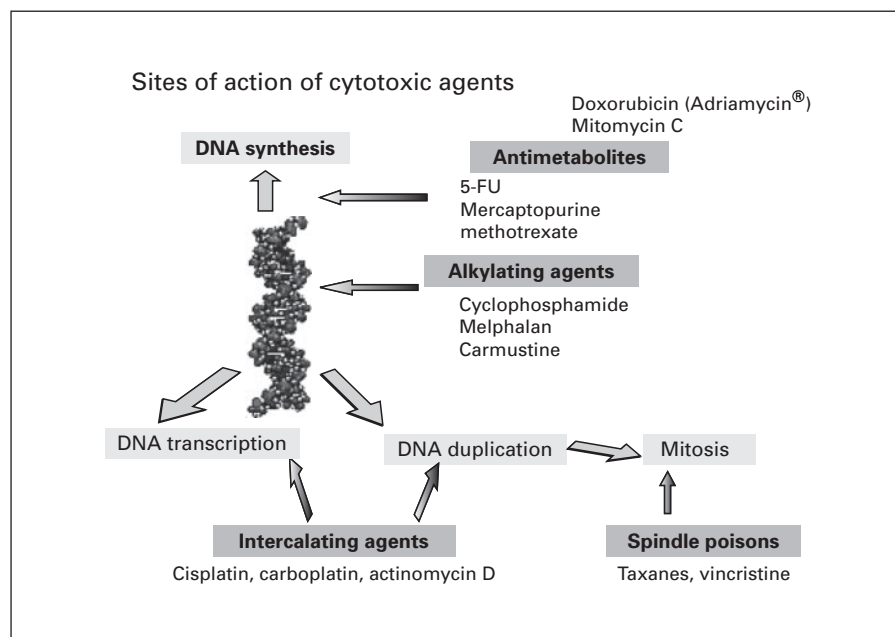 Sites of action of cytotoxic agents
Doxorubicin (Adriamycin®)
Mitomycin C
DNA synthesis
Antimetabolites
5-FU
Mercaptopurine
methotrexate
Alkylating agents
Cyclophosphamide
Melphalan
Carmustine
DNA transcription
DNA duplication
Mitosis
Intercalating agents
Spindle poisons
Cisplatin, carboplatin, actinomycin D
Taxanes, vincristine